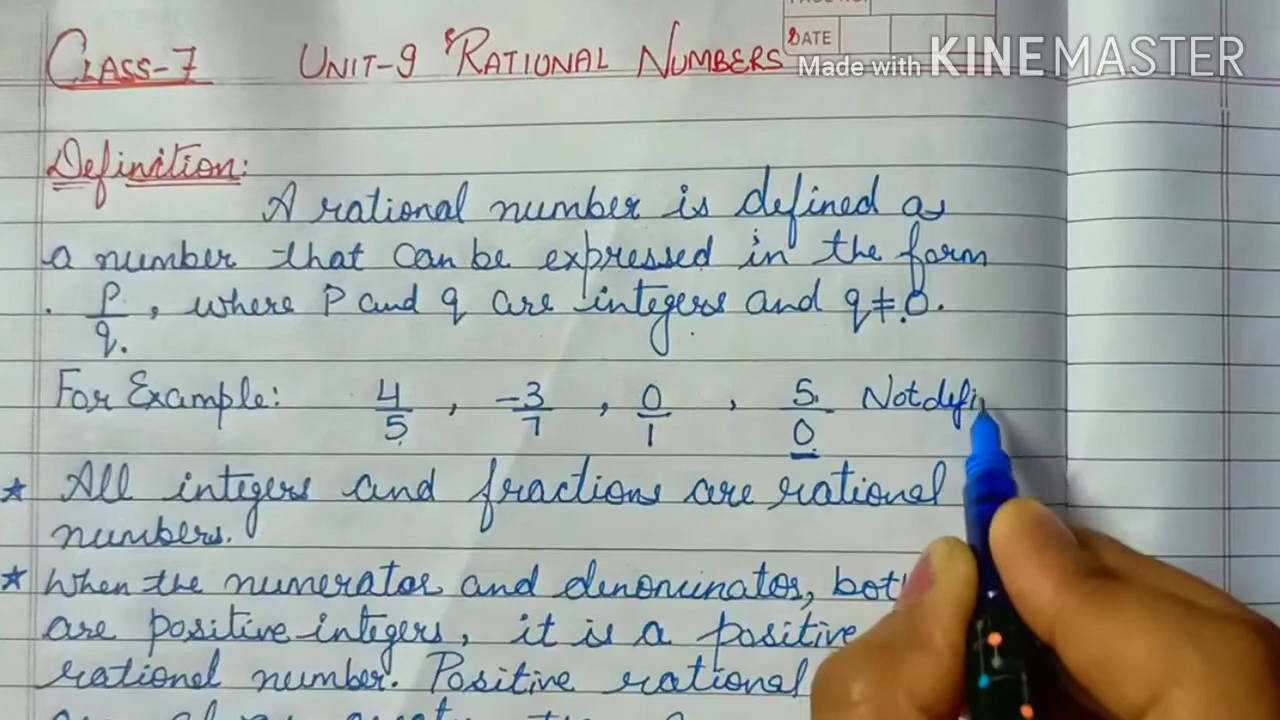 PAGE NO.
DATE
Made with KINEMASTER
CLASS-7 UNIT-9 RATIONAL NUMBERS
Definition:
A rational number is defined as
a number that can be expressed in the form
p/q, where P and q are integers and q ≠ 0.
For Example: 4/5, -3/7, 0/1, 5/0 Not defi
★ All integers and fractions are rational
numbers.
★ When the numerator and denominator, bot
are positive integers, it is a positive
rational number. Positive rational